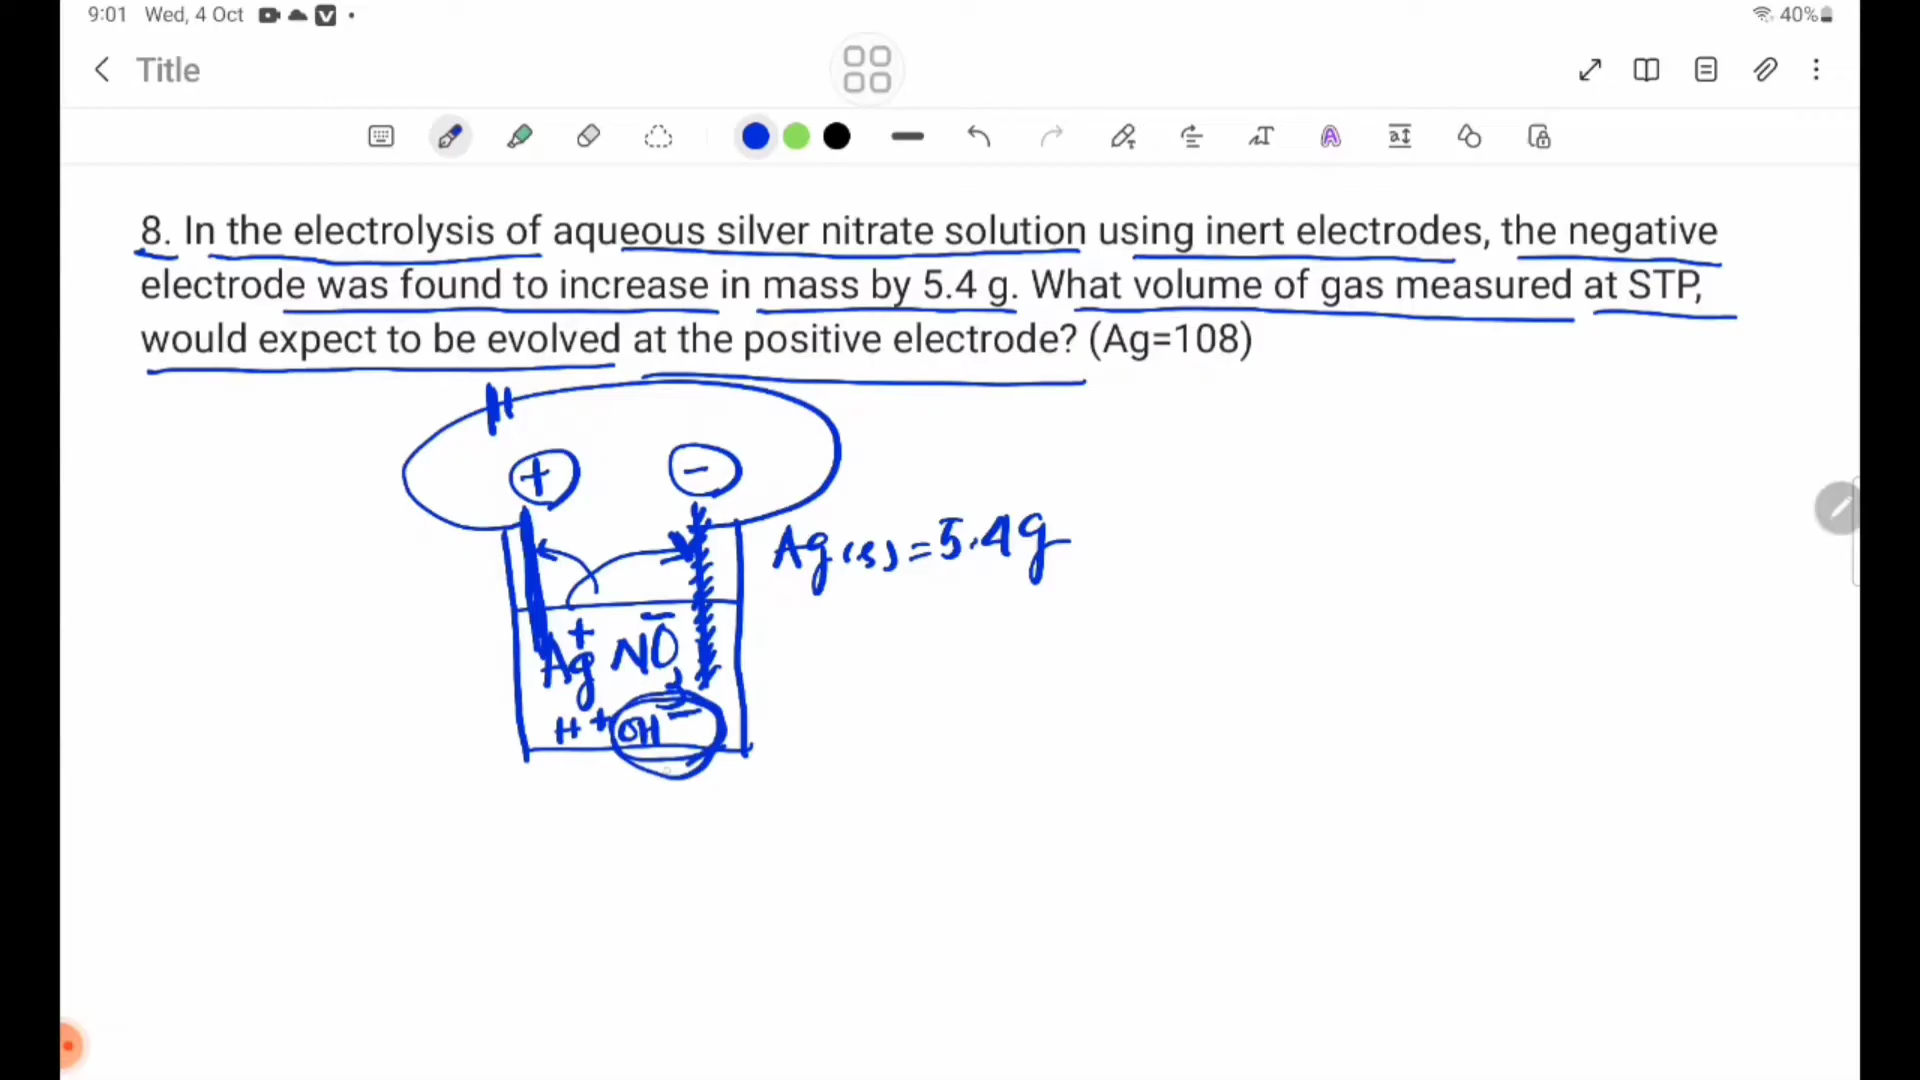 9:01 Wed, 4 Oct
40%
Title
8. In the electrolysis of aqueous silver nitrate solution using inert electrodes, the negative
electrode was found to increase in mass by 5.4 g. What volume of gas measured at STP,
would expect to be evolved at the positive electrode? (Ag=108)
+ −
Ag(s) = 5.4g
Ag⁺ NO₃⁻
H⁺ OH⁻